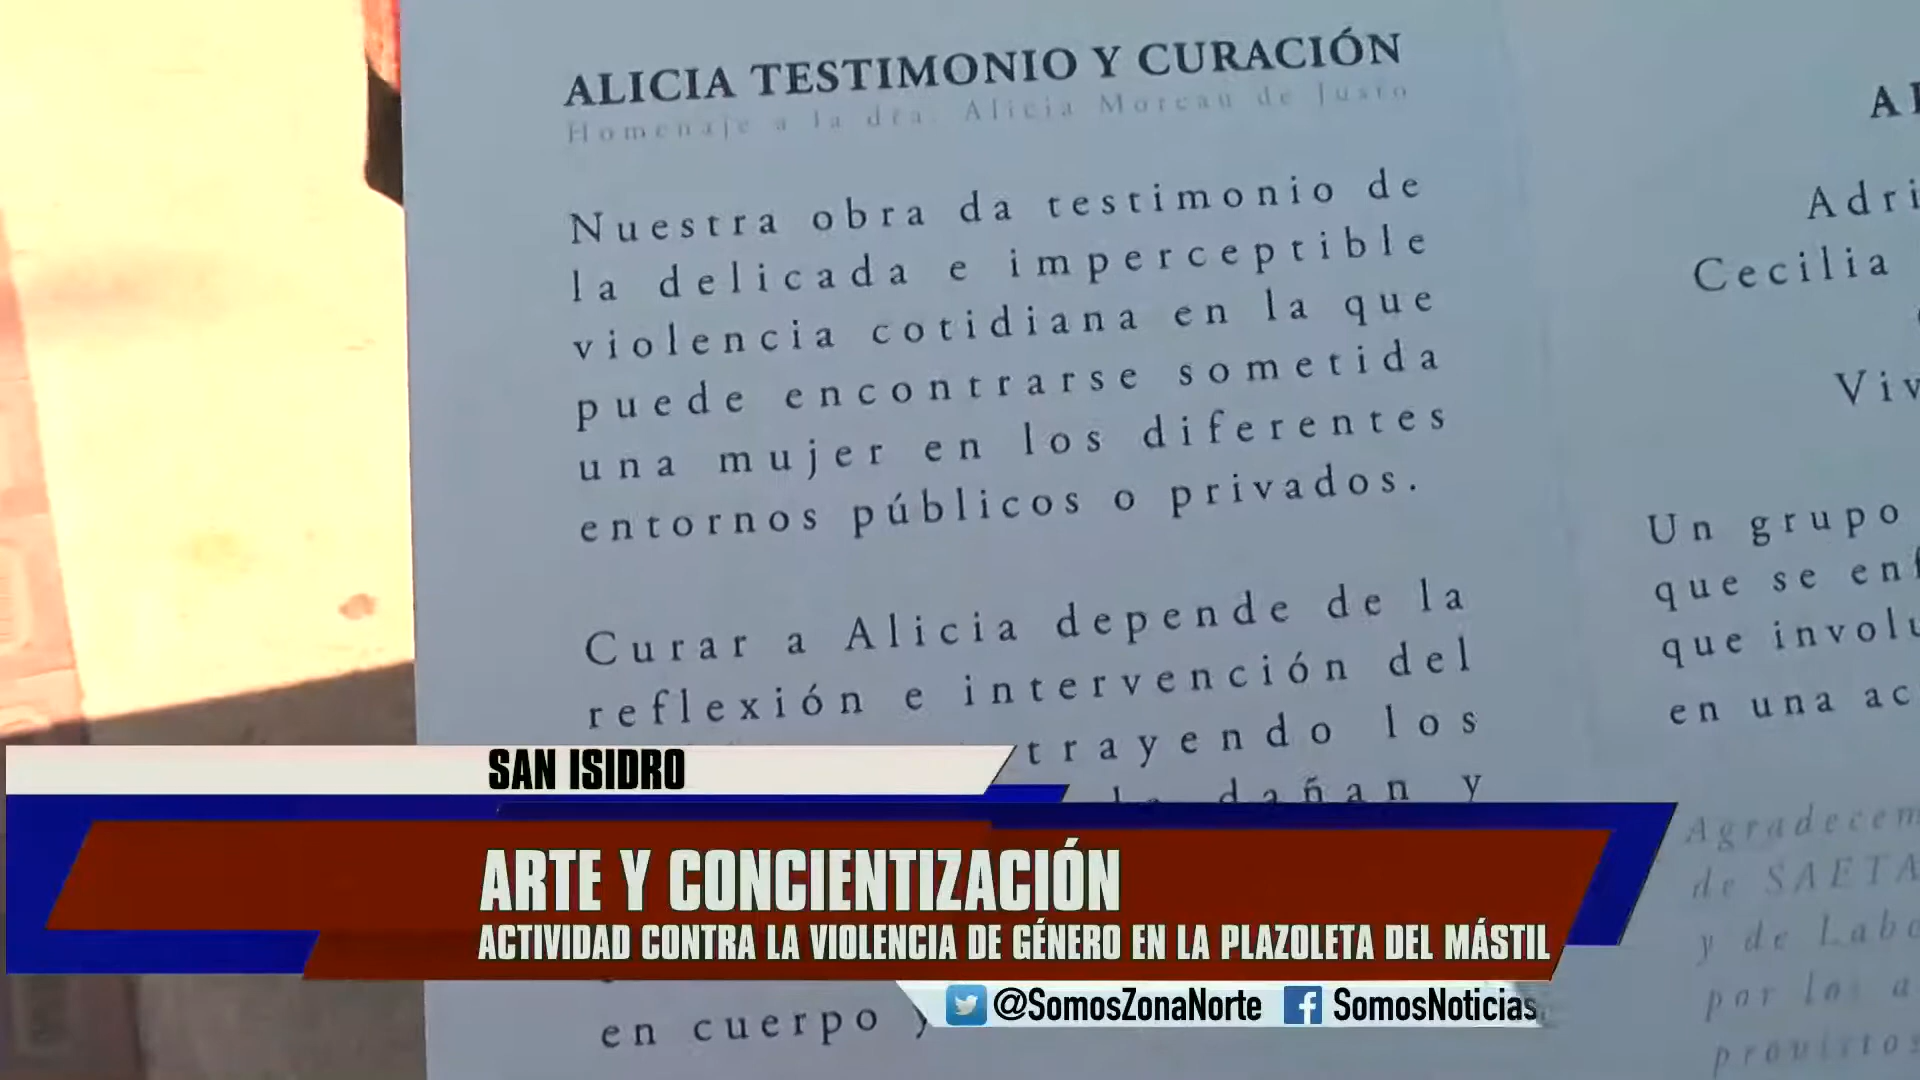 ALICIA TESTIMONIO Y CURACIÓN
Homenaje a la dra. Alicia Moreau de Justo
Nuestra obra da testimonio de
la delicada e imperceptible
violencia cotidiana en la que
puede encontrarse sometida
una mujer en los diferentes
entornos públicos o privados.
Curar a Alicia depende de la
reflexión e intervención del
trayendo los
dañan y
en cuerpo y
Adri
Cecilia
Viv
Un grupo
que se enf
que involu
en una ac
Agradecem
de SAETA
y de Labo
por los a
provistos
SAN ISIDRO
ARTE Y CONCIENTIZACIÓN
ACTIVIDAD CONTRA LA VIOLENCIA DE GÉNERO EN LA PLAZOLETA DEL MÁSTIL
@SomosZonaNorte SomosNoticias